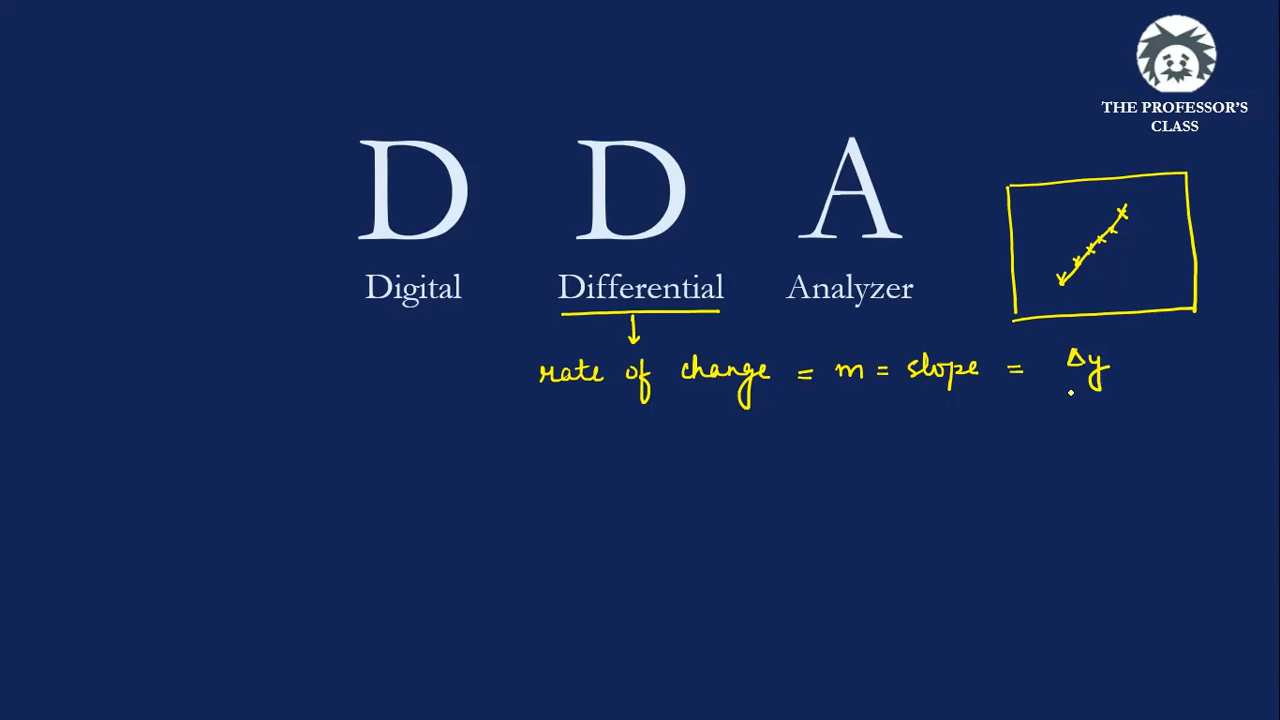 THE PROFESSOR'S
CLASS
D D A
Digital Differential Analyzer
rate of change = m = slope = Δy